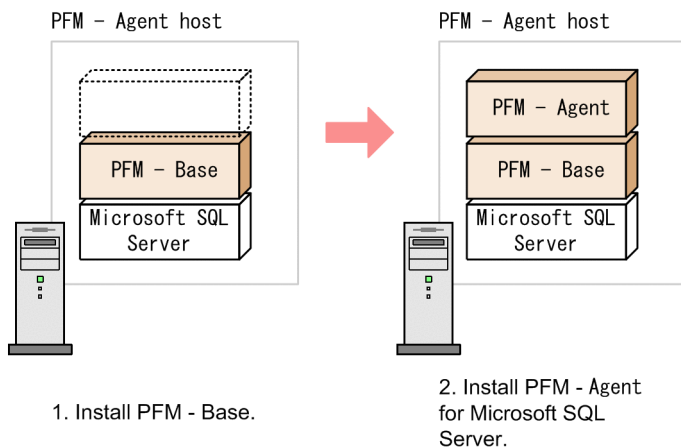 PFM - Agent host
PFM - Base
Microsoft SQL
Server
1. Install PFM - Base.
PFM - Agent host
PFM - Agent
PFM - Base
Microsoft SQL
Server
2. Install PFM - Agent
for Microsoft SQL
Server.